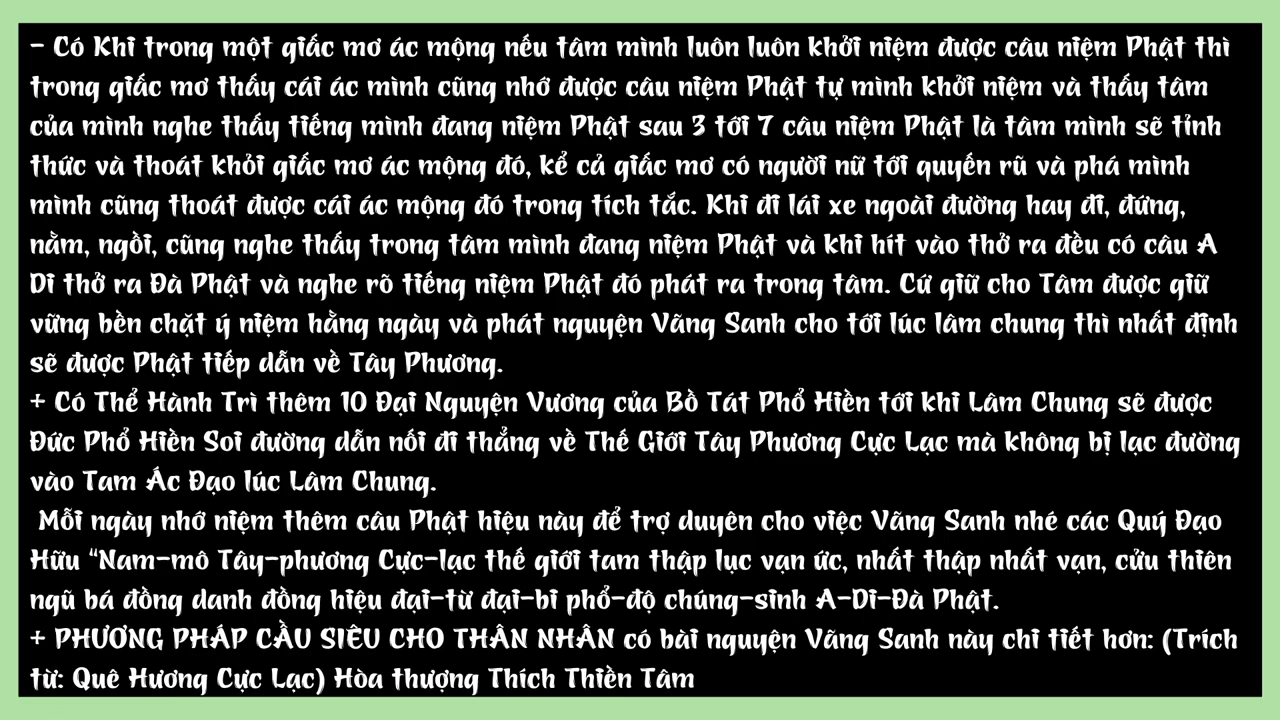 - Có Khi trong một giấc mơ ác mộng nếu tâm mình luôn luôn khởi niệm được câu niệm Phật thì
trong giấc mơ thấy cái ác mình cũng nhớ được câu niệm Phật tự mình khởi niệm và thấy tâm
của mình nghe thấy tiếng mình đang niệm Phật sau 3 tới 7 câu niệm Phật là tâm mình sẽ tỉnh
thức và thoát khỏi giấc mơ ác mộng đó, kể cả giấc mơ có người nữ tới quyến rũ và phá mình
mình cũng thoát được cái ác mộng đó trong tích tắc. Khi đi lái xe ngoài đường hay đi, đứng,
nằm, ngồi, cũng nghe thấy trong tâm mình đang niệm Phật và khi hít vào thở ra đều có câu A
Di thở ra Đà Phật và nghe rõ tiếng niệm Phật đó phát ra trong tâm. Cứ giữ cho Tâm được giữ
vững bền chặt ý niệm hằng ngày và phát nguyện Vãng Sanh cho tới lúc lâm chung thì nhất định
sẽ được Phật tiếp dẫn về Tây Phương.
+ Có Thể Hành Trì thêm 10 Đại Nguyện Vương của Bồ Tát Phổ Hiền tới khi Lâm Chung sẽ được
Đức Phổ Hiền Soi đường dẫn nối đi thẳng về Thế Giới Tây Phương Cực Lạc mà không bị lạc đường
vào Tam Ác Đạo lúc Lâm Chung.
Mỗi ngày nhớ niệm thêm câu Phật hiệu này để trợ duyên cho việc Vãng Sanh nhé các Quý Đạo
Hữu "Nam-mô Tây-phương Cực-lạc thế giới tam thập lục vạn ức, nhất thập nhất vạn, cửu thiên
ngũ bá đồng danh đồng hiệu đại-từ đại-bi phổ-độ chúng-sinh A-Di-Đà Phật.
+ PHƯƠNG PHÁP CẦU SIÊU CHO THÂN NHÂN có bài nguyện Vãng Sanh này chi tiết hơn: (Trích
từ: Quê Hương Cực Lạc) Hòa thượng Thích Thiền Tâm